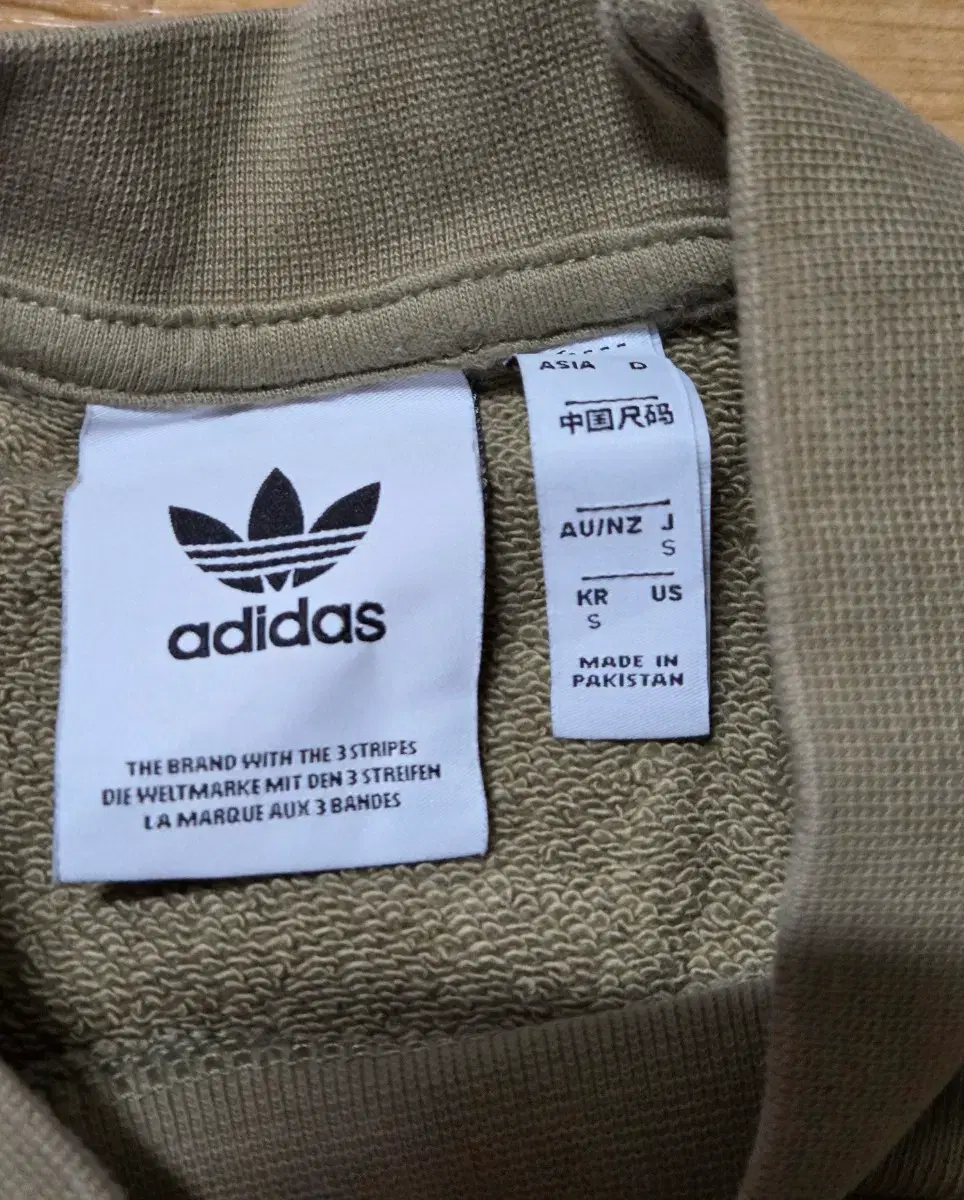 adidas
THE BRAND WITH THE 3 STRIPES
DIE WELTMARKE MIT DEN 3 STREIFEN
LA MARQUE AUX 3 BANDES
ASIA D
中国尺码
AU/NZ J
S
KR US
S
MADE IN
PAKISTAN